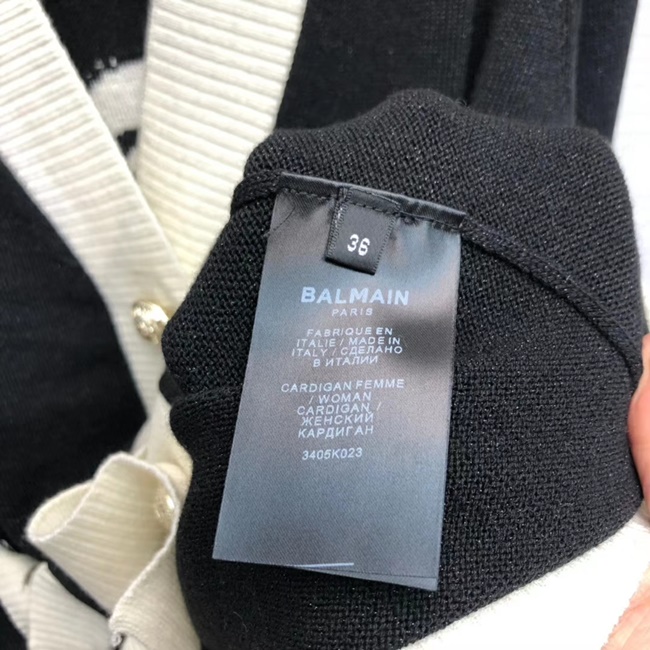 36
BALMAIN
PARIS
FABRIQUE EN
ITALIE / MADE IN
ITALY / СДЕЛАНО
В ИТАЛИИ
CARDIGAN FEMME
/ WOMAN
CARDIGAN /
ЖЕНСКИЙ
КАРДИГАН
3405K023